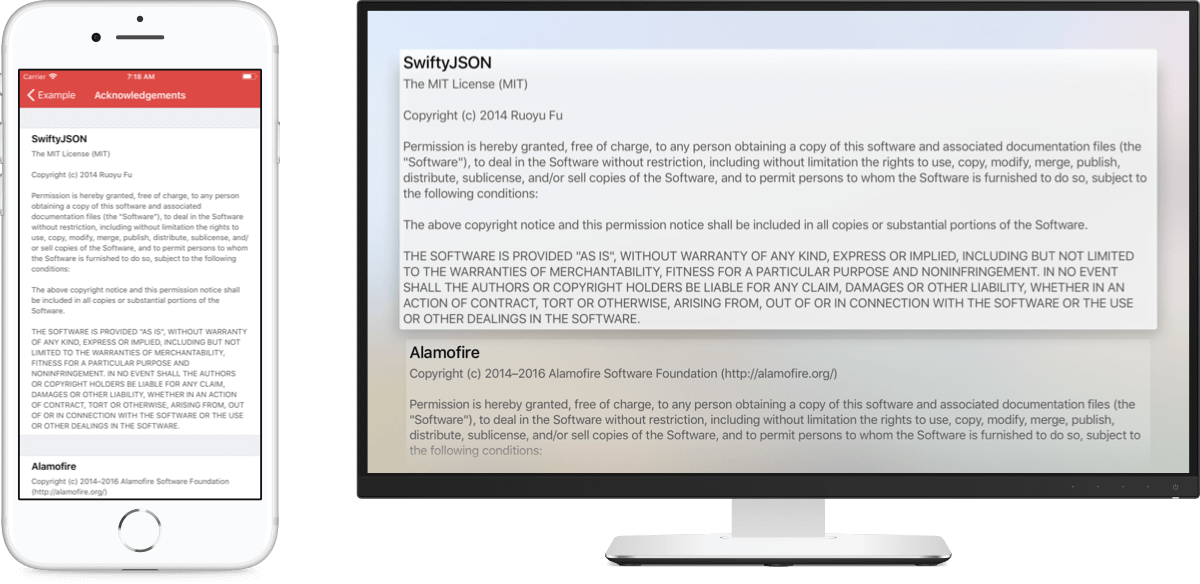 Carrier 7:18 AM
Example Acknowledgements
SwiftyJSON
The MIT License (MIT)
Copyright (c) 2014 Ruoyu Fu
Permission is hereby granted, free of charge, to any person
obtaining a copy of this software and associated
documentation files (the "Software"), to deal in the Software
without restriction, including without limitation the rights to
use, copy, modify, merge, publish, distribute, sublicense, and/
or sell copies of the Software, and to permit persons to whom
the Software is furnished to do so, subject to the following
conditions:
The above copyright notice and this permission notice shall
be included in all copies or substantial portions of the
Software.
THE SOFTWARE IS PROVIDED "AS IS", WITHOUT WARRANTY
OF ANY KIND, EXPRESS OR IMPLIED, INCLUDING BUT NOT
LIMITED TO THE WARRANTIES OF MERCHANTABILITY,
FITNESS FOR A PARTICULAR PURPOSE AND
NONINFRINGEMENT. IN NO EVENT SHALL THE AUTHORS
OR COPYRIGHT HOLDERS BE LIABLE FOR ANY CLAIM,
DAMAGES OR OTHER LIABILITY, WHETHER IN AN ACTION
OF CONTRACT, TORT OR OTHERWISE, ARISING FROM, OUT
OF OR IN CONNECTION WITH THE SOFTWARE OR THE USE
OR OTHER DEALINGS IN THE SOFTWARE.
Alamofire
Copyright (c) 2014–2016 Alamofire Software Foundation
(http://alamofire.org/)
SwiftyJSON
The MIT License (MIT)
Copyright (c) 2014 Ruoyu Fu
Permission is hereby granted, free of charge, to any person obtaining a copy of this software and associated documentation files (the
"Software"), to deal in the Software without restriction, including without limitation the rights to use, copy, modify, merge, publish,
distribute, sublicense, and/or sell copies of the Software, and to permit persons to whom the Software is furnished to do so, subject to
the following conditions:
The above copyright notice and this permission notice shall be included in all copies or substantial portions of the Software.
THE SOFTWARE IS PROVIDED "AS IS", WITHOUT WARRANTY OF ANY KIND, EXPRESS OR IMPLIED, INCLUDING BUT NOT LIMITED
TO THE WARRANTIES OF MERCHANTABILITY, FITNESS FOR A PARTICULAR PURPOSE AND NONINFRINGEMENT. IN NO EVENT
SHALL THE AUTHORS OR COPYRIGHT HOLDERS BE LIABLE FOR ANY CLAIM, DAMAGES OR OTHER LIABILITY, WHETHER IN AN
ACTION OF CONTRACT, TORT OR OTHERWISE, ARISING FROM, OUT OF OR IN CONNECTION WITH THE SOFTWARE OR THE USE
OR OTHER DEALINGS IN THE SOFTWARE.
Alamofire
Copyright (c) 2014–2016 Alamofire Software Foundation (http://alamofire.org/)
Permission is hereby granted, free of charge, to any person obtaining a copy of this software and associated documentation files (the
"Software"), to deal in the Software without restriction, including without limitation the rights to use, copy, modify, merge, publish,
distribute, sublicense, and/or sell copies of the Software, and to permit persons to whom the Software is furnished to do so, subject to
the following conditions: